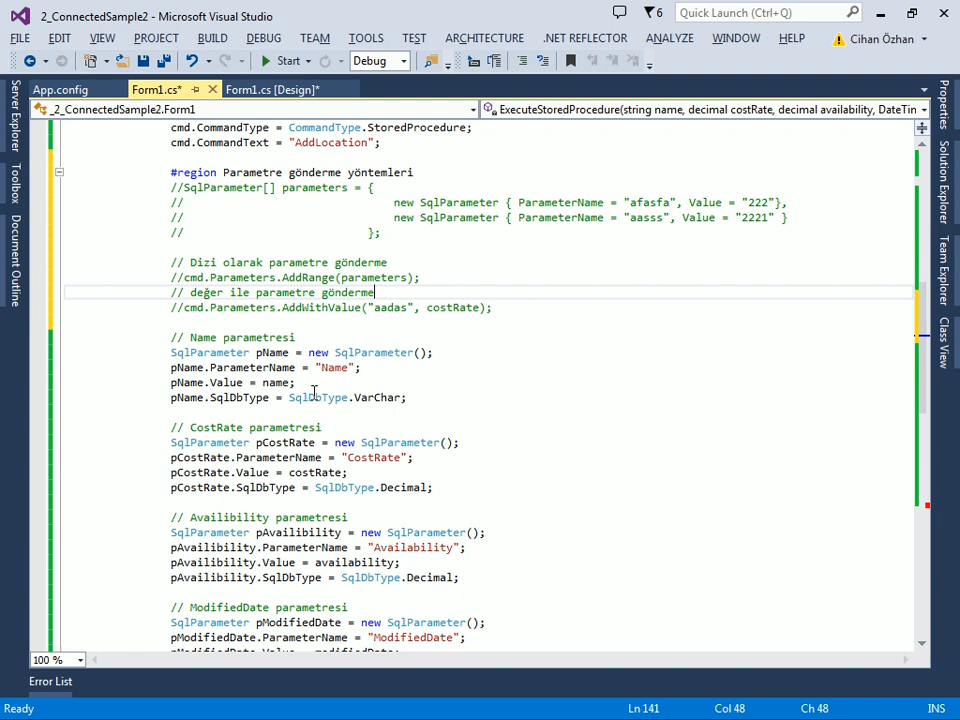 2_ConnectedSample2 - Microsoft Visual Studio
6
Quick Launch (Ctrl+Q)
FILE EDIT VIEW PROJECT BUILD DEBUG TEAM TOOLS TEST ARCHITECTURE .NET REFLECTOR ANALYZE WINDOW HELP Cihan Özhan
Start Debug
App.config Form1.cs* Form1.cs [Design]*
_2_ConnectedSample2.Form1
ExecuteStoredProcedure(string name, decimal costRate, decimal availability, DateTim
Server Explorer
Toolbox
Document Outline
cmd.CommandType = CommandType.StoredProcedure;
cmd.CommandText = "AddLocation";
#region Parametre gönderme yöntemleri
//SqlParameter[] parameters = {
// new SqlParameter { ParameterName = "afasfa", Value = "222"},
// new SqlParameter { ParameterName = "aasss", Value = "2221" }
// };
// Dizi olarak parametre gönderme
//cmd.Parameters.AddRange(parameters);
// değer ile parametre gönderme
//cmd.Parameters.AddWithValue("aadas", costRate);
// Name parametresi
SqlParameter pName = new SqlParameter();
pName.ParameterName = "Name";
pName.Value = name;
pName.SqlDbType = SqlDbType.VarChar;
// CostRate parametresi
SqlParameter pCostRate = new SqlParameter();
pCostRate.ParameterName = "CostRate";
pCostRate.Value = costRate;
pCostRate.SqlDbType = SqlDbType.Decimal;
// Availibility parametresi
SqlParameter pAvailibility = new SqlParameter();
pAvailibility.ParameterName = "Availability";
pAvailibility.Value = availability;
pAvailibility.SqlDbType = SqlDbType.Decimal;
// ModifiedDate parametresi
SqlParameter pModifiedDate = new SqlParameter();
pModifiedDate.ParameterName = "ModifiedDate";
pModifiedDate.Value = modifiedDate;
Properties
Solution Explorer
Team Explorer
Class View
100 %
Error List
Ready Ln 141 Col 48 Ch 48 INS